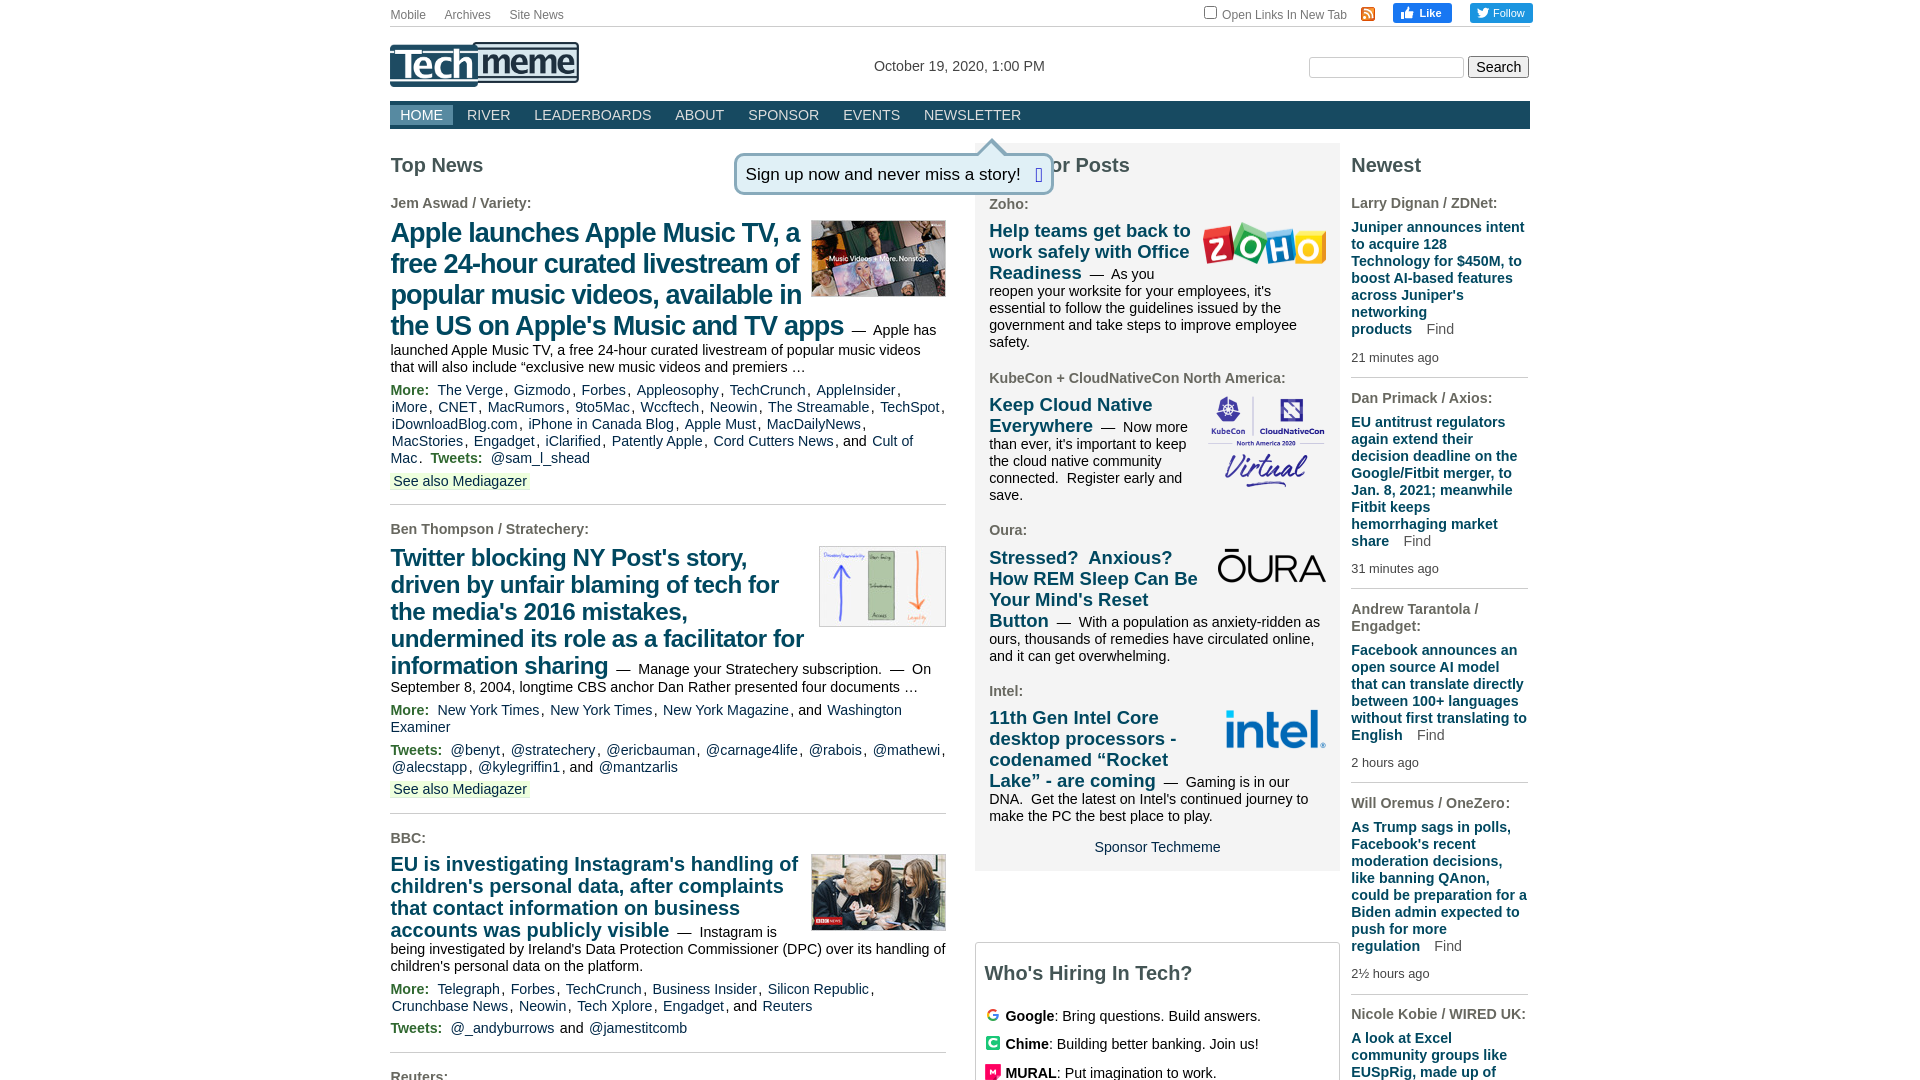 Mobile Archives Site News
Open Links In New Tab Like Follow
Techmeme
October 19, 2020, 1:00 PM
Search
HOME RIVER LEADERBOARDS ABOUT SPONSOR EVENTS NEWSLETTER
Sign up now and never miss a story!
Top News
Jem Aswad / Variety:
Apple launches Apple Music TV, a
free 24-hour curated livestream of
popular music videos, available in
the US on Apple's Music and TV apps — Apple has
launched Apple Music TV, a free 24-hour curated livestream of popular music videos
that will also include “exclusive new music videos and premiers …
Music Videos + More. Nonstop.
More: The Verge, Gizmodo, Forbes, Appleosophy, TechCrunch, AppleInsider,
iMore, CNET, MacRumors, 9to5Mac, Wccftech, Neowin, The Streamable, TechSpot,
iDownloadBlog.com, iPhone in Canada Blog, Apple Must, MacDailyNews,
MacStories, Engadget, iClarified, Patently Apple, Cord Cutters News, and Cult of
Mac. Tweets: @sam_l_shead
See also Mediagazer
Ben Thompson / Stratechery:
Twitter blocking NY Post's story,
driven by unfair blaming of tech for
the media's 2016 mistakes,
undermined its role as a facilitator for
information sharing — Manage your Stratechery subscription. — On
September 8, 2004, longtime CBS anchor Dan Rather presented four documents …
More: New York Times, New York Times, New York Magazine, and Washington
Examiner
Tweets: @benyt, @stratechery, @ericbauman, @carnage4life, @rabois, @mathewi,
@alecstapp, @kylegriffin1, and @mantzarlis
See also Mediagazer
BBC:
EU is investigating Instagram's handling of
children's personal data, after complaints
that contact information on business
accounts was publicly visible — Instagram is
being investigated by Ireland's Data Protection Commissioner (DPC) over its handling of
children's personal data on the platform.
BBC NEWS
More: Telegraph, Forbes, TechCrunch, Business Insider, Silicon Republic,
Crunchbase News, Neowin, Tech Xplore, Engadget, and Reuters
Tweets: @_andyburrows and @jamestitcomb
Reuters:
or Posts
Zoho:
Help teams get back to
work safely with Office
Readiness — As you
reopen your worksite for your employees, it's
essential to follow the guidelines issued by the
government and take steps to improve employee
safety.
ZOHO
KubeCon + CloudNativeCon North America:
Keep Cloud Native
Everywhere — Now more
than ever, it's important to keep
the cloud native community
connected. Register early and
save.
KubeCon CloudNativeCon
North America 2020
Virtual
Oura:
Stressed? Anxious?
How REM Sleep Can Be
Your Mind's Reset
Button — With a population as anxiety-ridden as
ours, thousands of remedies have circulated online,
and it can get overwhelming.
ŌURA
Intel:
11th Gen Intel Core
desktop processors -
codenamed “Rocket
Lake” - are coming — Gaming is in our
DNA. Get the latest on Intel's continued journey to
make the PC the best place to play.
intel.
Sponsor Techmeme
Who's Hiring In Tech?
Google: Bring questions. Build answers.
Chime: Building better banking. Join us!
MURAL: Put imagination to work.
Newest
Larry Dignan / ZDNet:
Juniper announces intent
to acquire 128
Technology for $450M, to
boost AI-based features
across Juniper's
networking
products Find
21 minutes ago
Dan Primack / Axios:
EU antitrust regulators
again extend their
decision deadline on the
Google/Fitbit merger, to
Jan. 8, 2021; meanwhile
Fitbit keeps
hemorrhaging market
share Find
31 minutes ago
Andrew Tarantola /
Engadget:
Facebook announces an
open source AI model
that can translate directly
between 100+ languages
without first translating to
English Find
2 hours ago
Will Oremus / OneZero:
As Trump sags in polls,
Facebook's recent
moderation decisions,
like banning QAnon,
could be preparation for a
Biden admin expected to
push for more
regulation Find
2½ hours ago
Nicole Kobie / WIRED UK:
A look at Excel
community groups like
EUSpRig, made up of